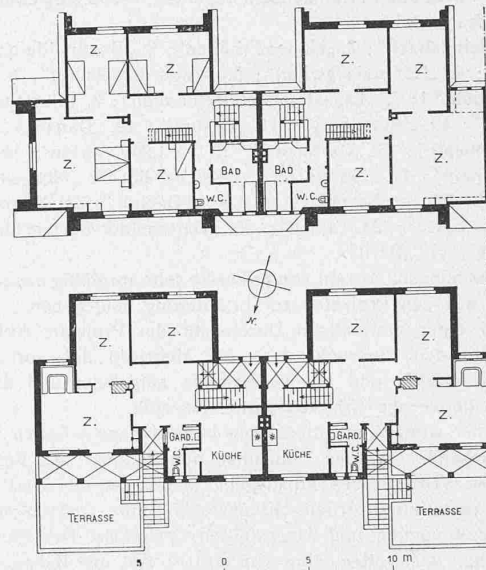 Z. Z. Z. Z.
Z. Z. BAD BAD Z. Z.
W.C. W.C.
N
Z. Z. Z. Z.
Z. Z.
GARD. GARD.
W.C. KÜCHE KÜCHE W.C.
TERRASSE TERRASSE
5 0 5 10 m